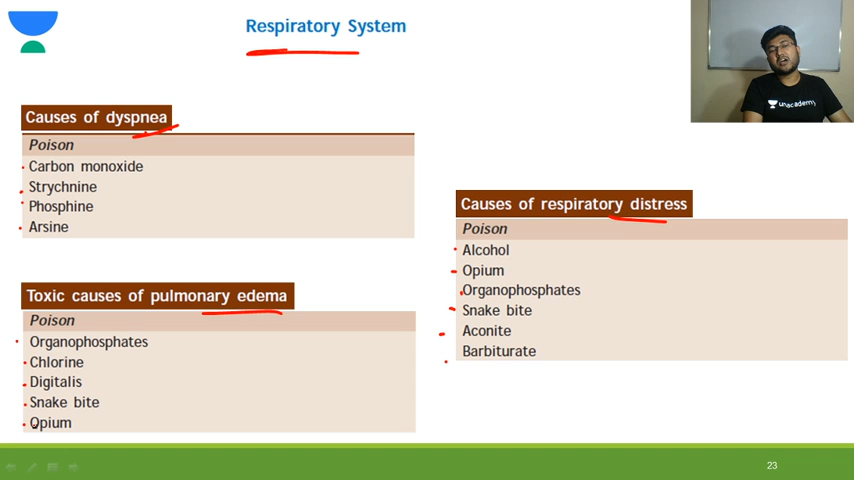 Respiratory System
unacademy
Causes of dyspnea
Poison
Carbon monoxide
Strychnine
Phosphine
Arsine
Toxic causes of pulmonary edema
Poison
Organophosphates
Chlorine
Digitalis
Snake bite
Opium
Causes of respiratory distress
Poison
Alcohol
Opium
Organophosphates
Snake bite
Aconite
Barbiturate
23